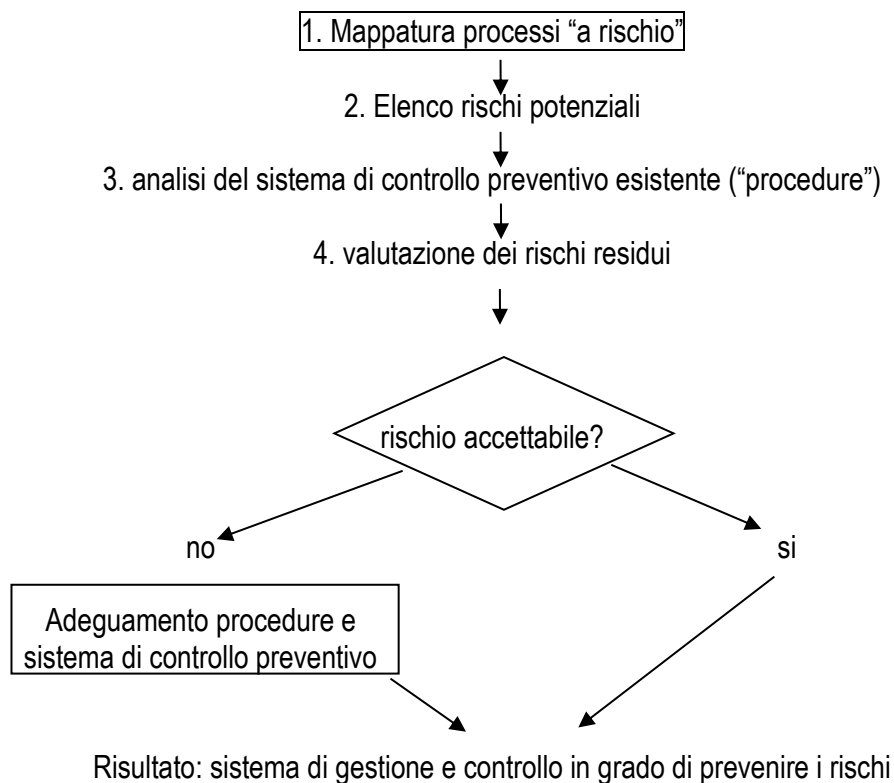 1. Mappatura processi “a rischio”
2. Elenco rischi potenziali
3. analisi del sistema di controllo preventivo esistente (“procedure”)
4. valutazione dei rischi residui
rischio accettabile?
no
si
Adeguamento procedure e
sistema di controllo preventivo
Risultato: sistema di gestione e controllo in grado di prevenire i rischi